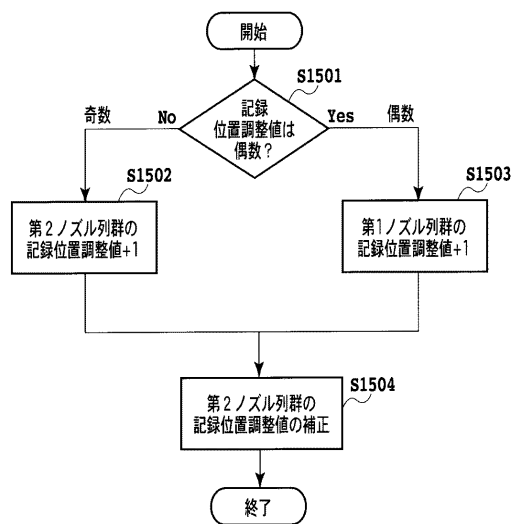 開始
S1501
記録
位置調整値は
偶数?
奇数
No
Yes
偶数
S1502
第2ノズル列群の
記録位置調整値+1
S1503
第1ノズル列群の
記録位置調整値+1
S1504
第2ノズル列群の
記録位置調整値の補正
終了